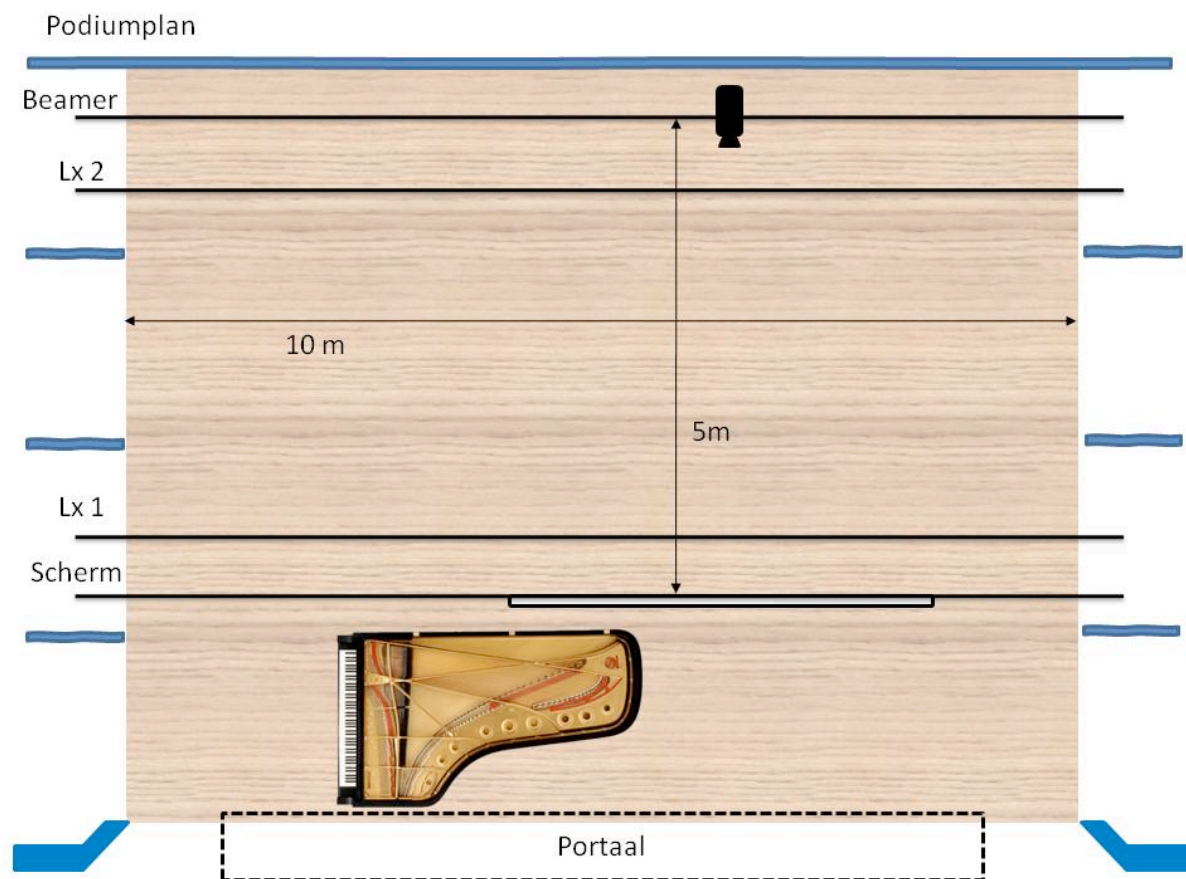 Podiumplan
Beamer
Lx 2
10 m
5m
Lx 1
Scherm
Portaal